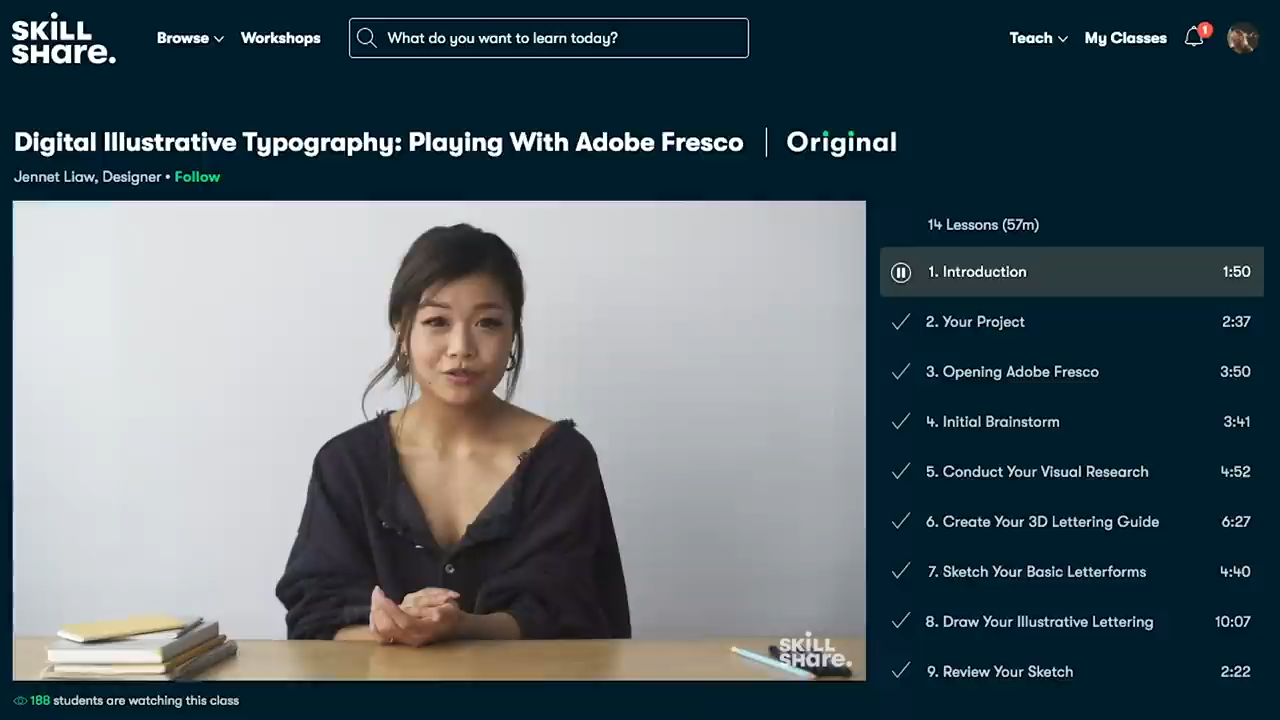 SKiLL
SHare.
Browse
Workshops
What do you want to learn today?
Teach
My Classes
1
Digital Illustrative Typography: Playing With Adobe Fresco | Original
Jennet Liaw, Designer • Follow
14 Lessons (57m)
1. Introduction 1:50
2. Your Project 2:37
3. Opening Adobe Fresco 3:50
4. Initial Brainstorm 3:41
5. Conduct Your Visual Research 4:52
6. Create Your 3D Lettering Guide 6:27
7. Sketch Your Basic Letterforms 4:40
8. Draw Your Illustrative Lettering 10:07
9. Review Your Sketch 2:22
SKiLL
SHare.
188 students are watching this class